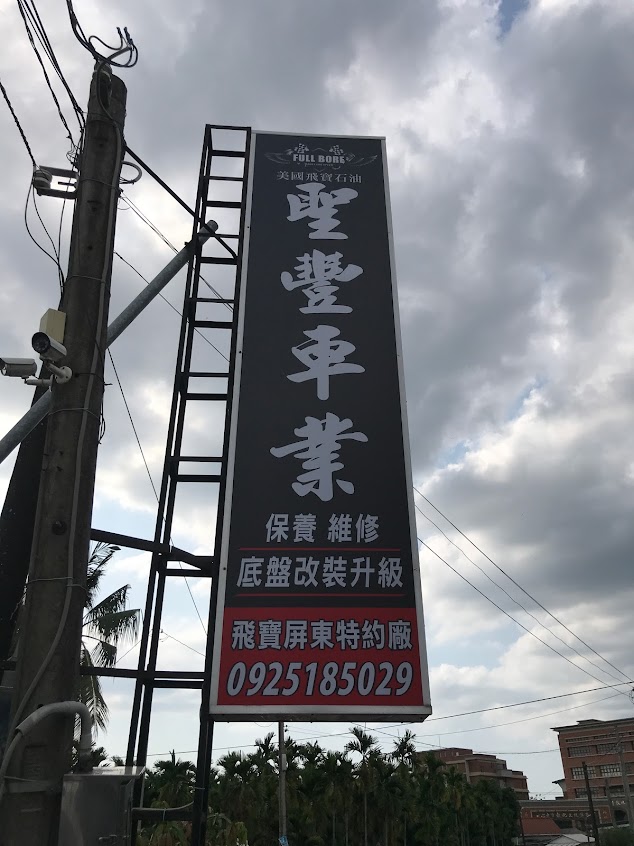 FULL BORE
美國飛寶石油
聖豐車業
保養 維修
底盤改裝升級
飛寶屏東特約廠
0925185029